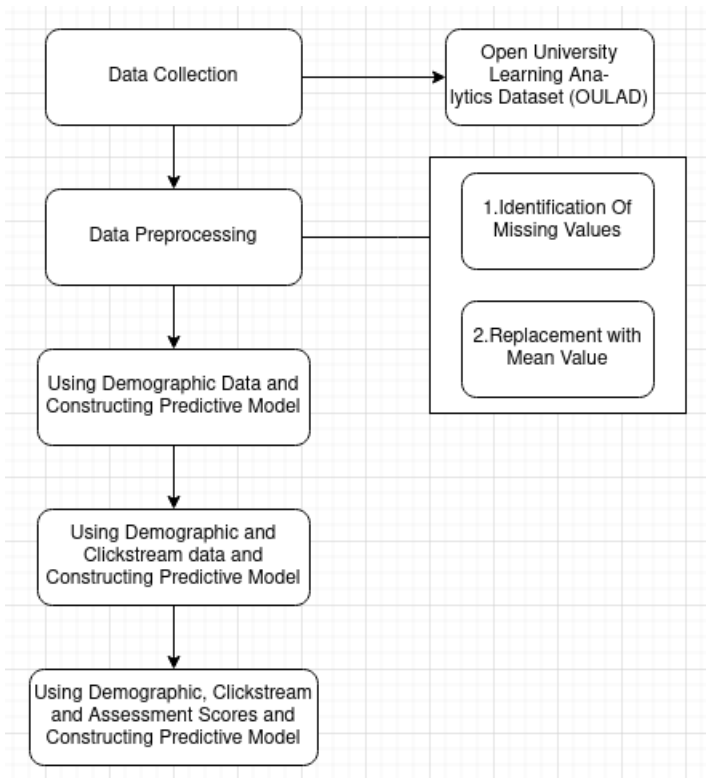 Data Collection
Open University
Learning Ana-
lytics Dataset (OULAD)
Data Preprocessing
1.Identification Of
Missing Values
2.Replacement with
Mean Value
Using Demographic Data and
Constructing Predictive Model
Using Demographic and
Clickstream data and
Constructing Predictive Model
Using Demographic, Clickstream
and Assessment Scores and
Constructing Predictive Model